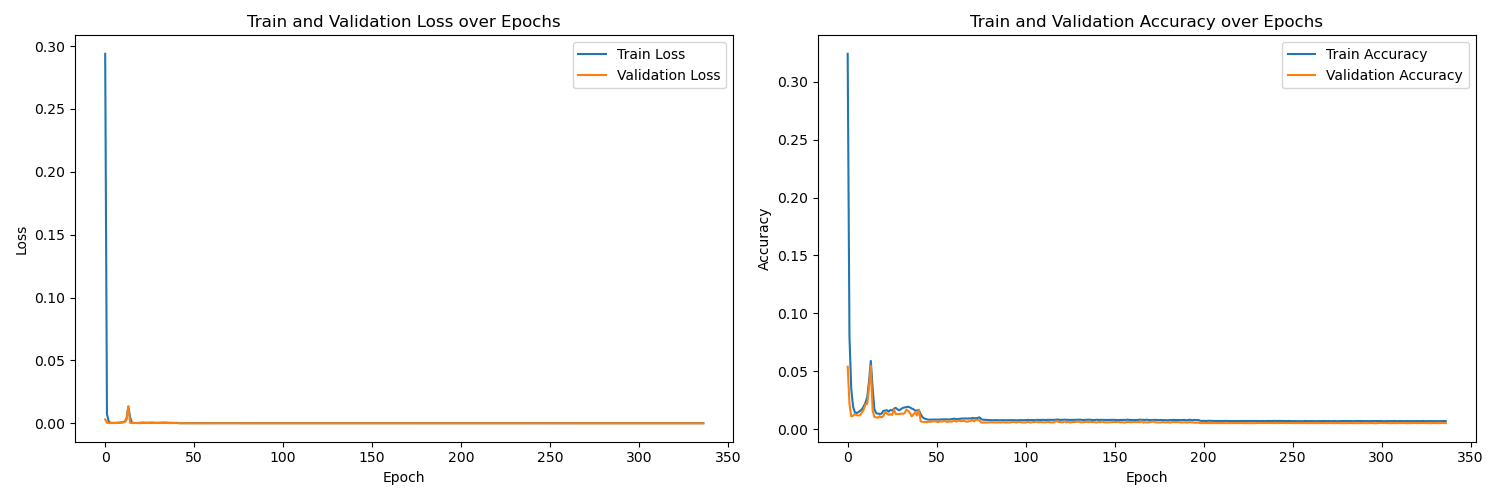 Train and Validation Loss over Epochs
0.30
0.25
0.20
0.15
0.10
0.05
0.00
Loss
Train Loss
Validation Loss
0 50 100 150 200 250 300 350
Epoch
Train and Validation Accuracy over Epochs
0.30
0.25
0.20
0.15
0.10
0.05
0.00
Accuracy
Train Accuracy
Validation Accuracy
0 50 100 150 200 250 300 350
Epoch